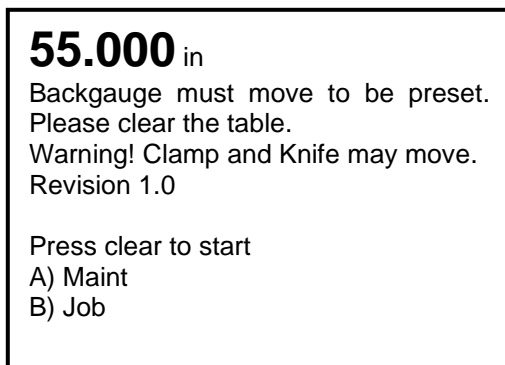 55.000 in
Backgauge must move to be preset.
Please clear the table.
Warning! Clamp and Knife may move.
Revision 1.0
Press clear to start
A) Maint
B) Job